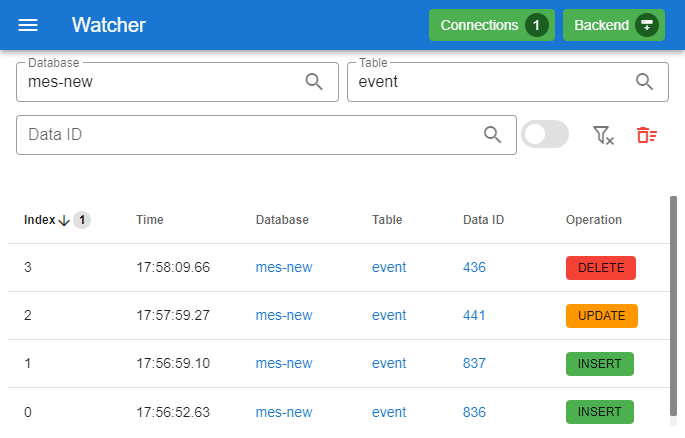 Watcher Connections 1 Backend
Database Table
mes-new event
Data ID
Index 1 Time Database Table Data ID Operation
3 17:58:09.66 mes-new event 436 DELETE
2 17:57:59.27 mes-new event 441 UPDATE
1 17:56:59.10 mes-new event 837 INSERT
0 17:56:52.63 mes-new event 836 INSERT